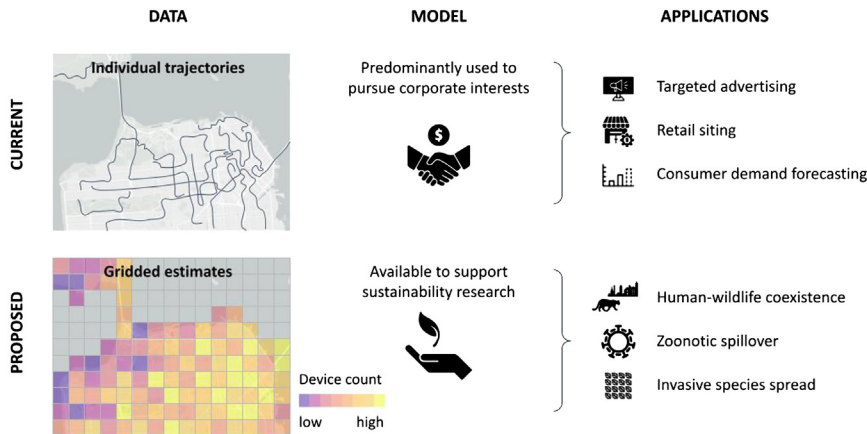 DATA
MODEL
APPLICATIONS
CURRENT
Individual trajectories
Predominantly used to
pursue corporate interests
$
Targeted advertising
Retail siting
Consumer demand forecasting
PROPOSED
Gridded estimates
Device count
low
high
Available to support
sustainability research
Human-wildlife coexistence
Zoonotic spillover
Invasive species spread